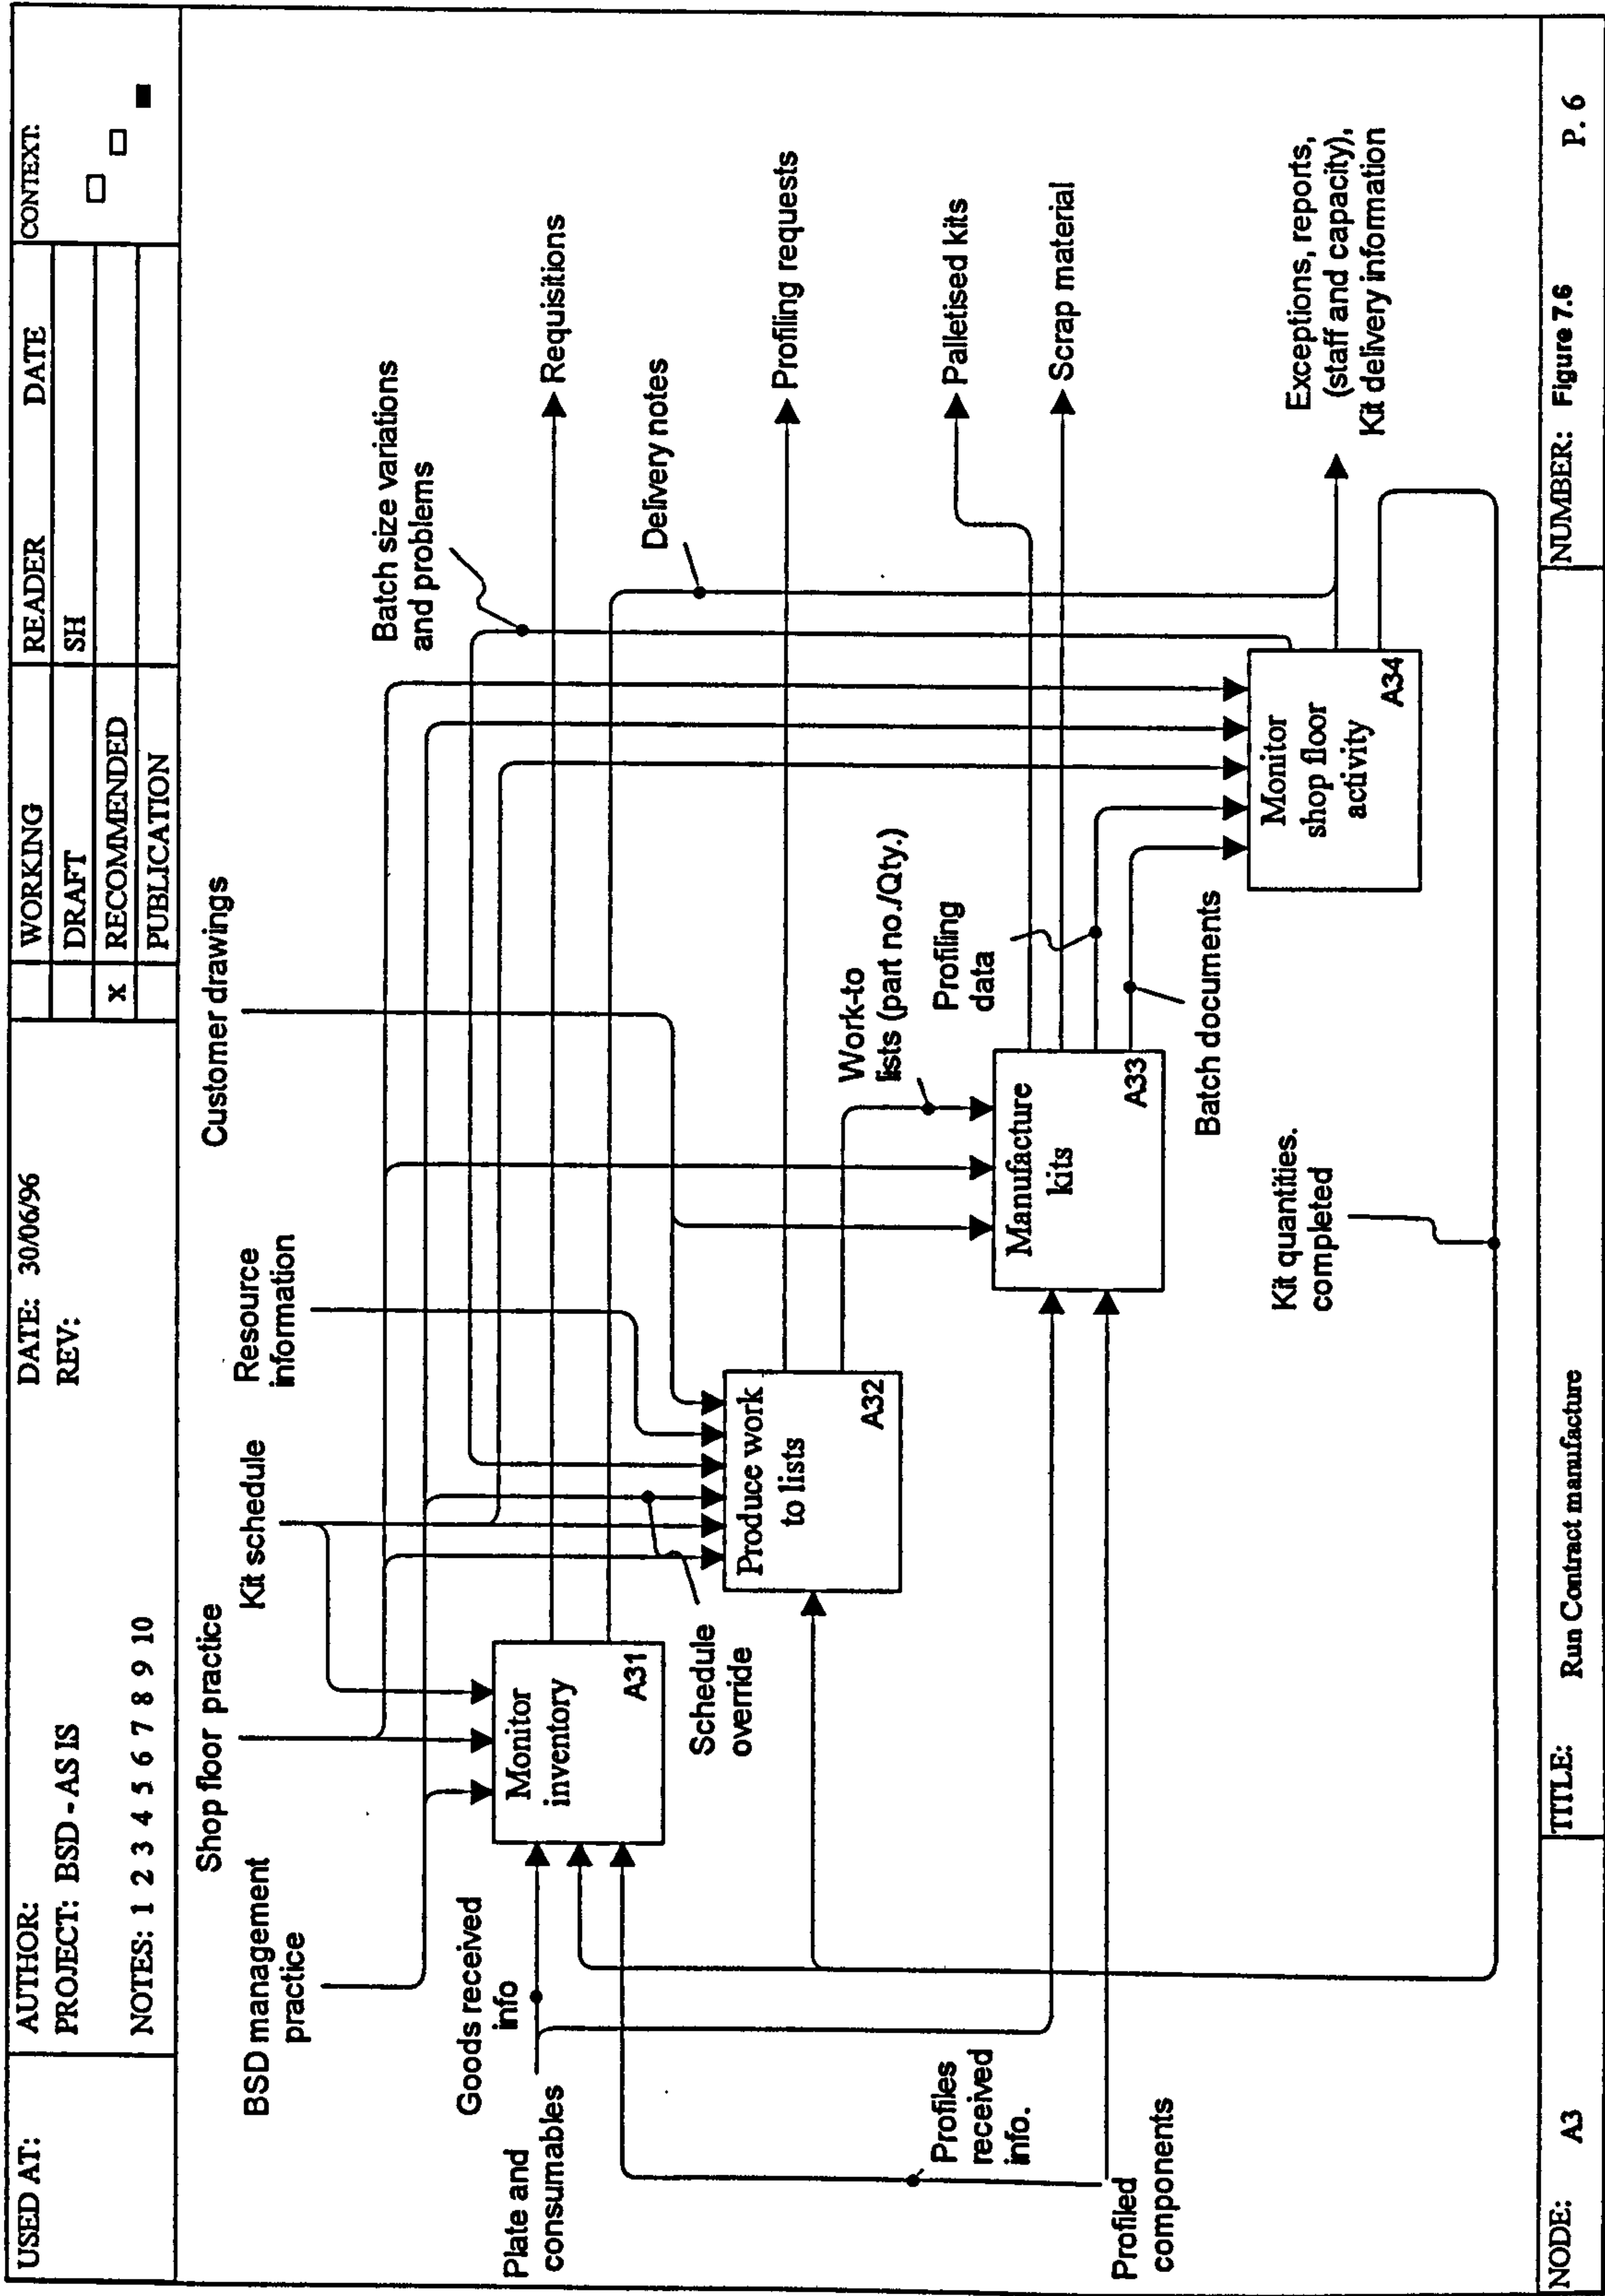 USED AT:
AUTHOR:
PROJECT: BSD - AS IS
NOTES: 1 2 3 4 5 6 7 8 9 10
DATE: 30/06/96
REV:
WORKING
DRAFT
x RECOMMENDED
PUBLICATION
READER DATE
SH
CONTEXT:
BSD management
practice
Shop floor practice
Kit schedule
Resource
information
Customer drawings
Batch size variations
and problems
Requisitions
Delivery notes
Profiling requests
Palletised kits
Scrap material
Exceptions, reports,
(staff and capacity),
Kit delivery information
Goods received
info
Plate and
consumables
Profiles
received
info.
Profiled
components
Monitor
inventory
A31
Schedule
override
Produce work
to lists
A32
Work-to
lists (part no./Qty.)
Profiling
data
Manufacture
kits
A33
Batch documents
Monitor
shop floor
activity
A34
Kit quantities.
completed
NODE: A3
TITLE: Run Contract manufacture
NUMBER: Figure 7.6
P. 6